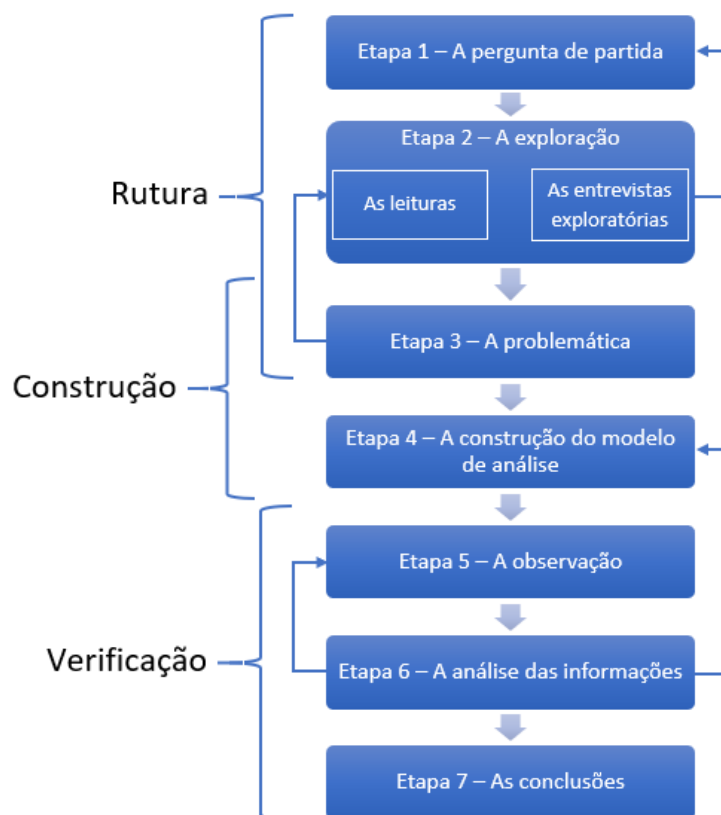 Etapa 1 – A pergunta de partida
Etapa 2 – A exploração
Rutura
As leituras
As entrevistas
exploratórias
Etapa 3 – A problemática
Construção
Etapa 4 – A construção do modelo
de análise
Etapa 5 – A observação
Verificação
Etapa 6 – A análise das informações
Etapa 7 – As conclusões